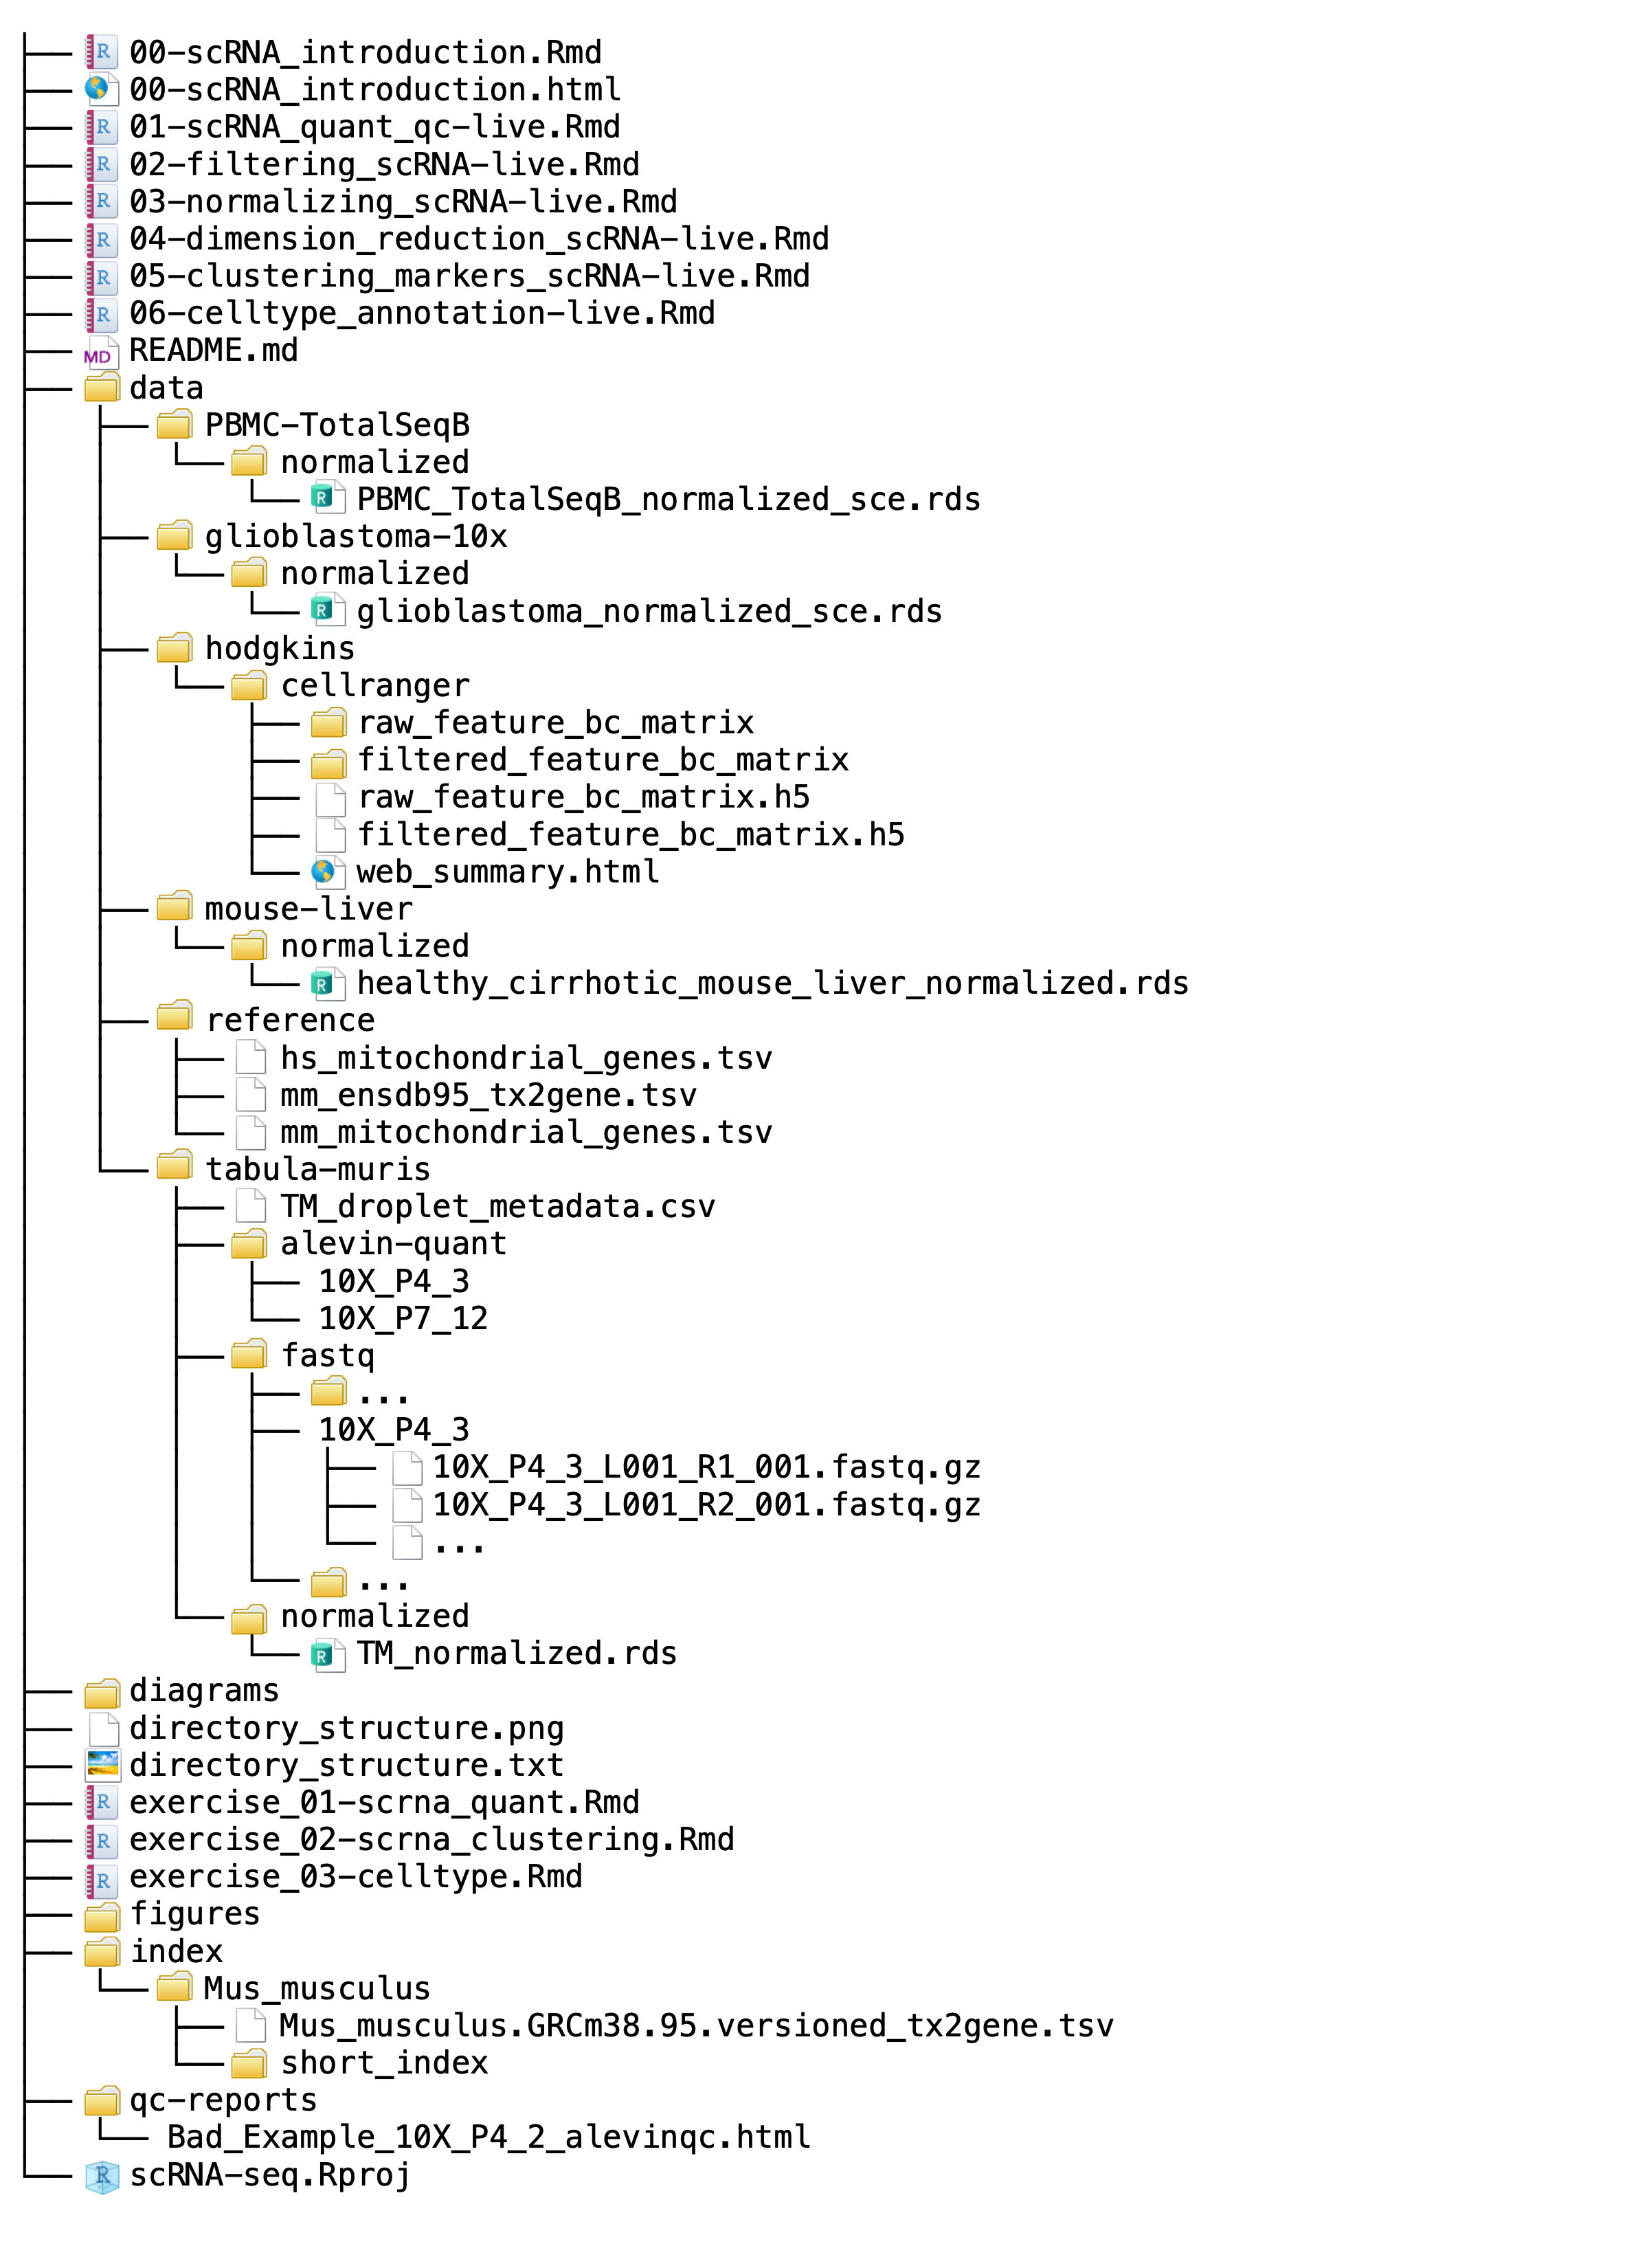 00-scRNA_introduction.Rmd
00-scRNA_introduction.html
01-scRNA_quant_qc-live.Rmd
02-filtering_scRNA-live.Rmd
03-normalizing_scRNA-live.Rmd
04-dimension_reduction_scRNA-live.Rmd
05-clustering_markers_scRNA-live.Rmd
06-celltype_annotation-live.Rmd
README.md
data
PBMC-TotalSeqB
normalized
PBMC_TotalSeqB_normalized_sce.rds
glioblastoma-10x
normalized
glioblastoma_normalized_sce.rds
hodgkins
cellranger
raw_feature_bc_matrix
filtered_feature_bc_matrix
raw_feature_bc_matrix.h5
filtered_feature_bc_matrix.h5
web_summary.html
mouse-liver
normalized
healthy_cirrhotic_mouse_liver_normalized.rds
reference
hs_mitochondrial_genes.tsv
mm_ensdb95_tx2gene.tsv
mm_mitochondrial_genes.tsv
tabula-muris
TM_droplet_metadata.csv
alevin-quant
10X_P4_3
10X_P7_12
fastq
...
10X_P4_3
10X_P4_3_L001_R1_001.fastq.gz
10X_P4_3_L001_R2_001.fastq.gz
...
...
normalized
TM_normalized.rds
diagrams
directory_structure.png
directory_structure.txt
exercise_01-scrna_quant.Rmd
exercise_02-scrna_clustering.Rmd
exercise_03-celltype.Rmd
figures
index
Mus_musculus
Mus_musculus.GRCm38.95.versioned_tx2gene.tsv
short_index
qc-reports
Bad_Example_10X_P4_2_alevinqc.html
scRNA-seq.Rproj